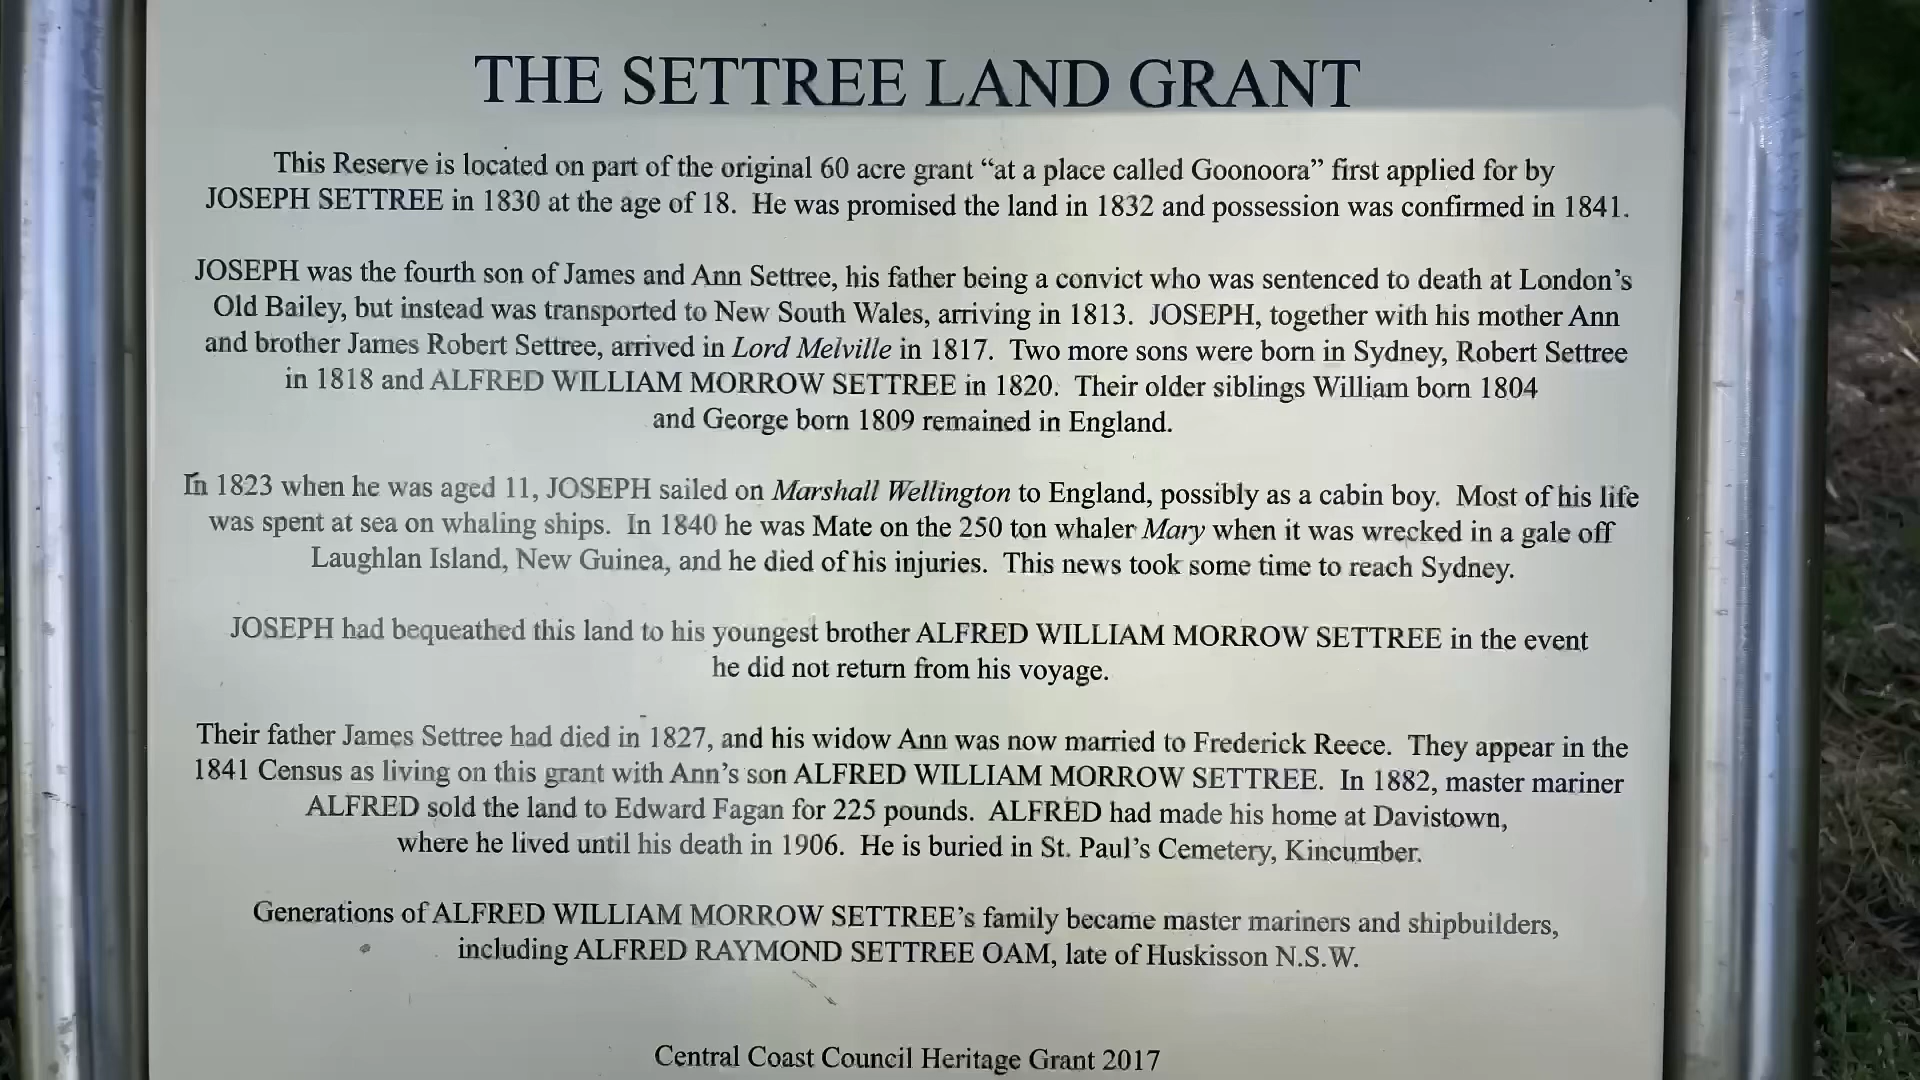 THE SETTREE LAND GRANT
This Reserve is located on part of the original 60 acre grant “at a place called Goonoora” first applied for by
JOSEPH SETTREE in 1830 at the age of 18. He was promised the land in 1832 and possession was confirmed in 1841.
JOSEPH was the fourth son of James and Ann Settree, his father being a convict who was sentenced to death at London’s
Old Bailey, but instead was transported to New South Wales, arriving in 1813. JOSEPH, together with his mother Ann
and brother James Robert Settree, arrived in Lord Melville in 1817. Two more sons were born in Sydney, Robert Settree
in 1818 and ALFRED WILLIAM MORROW SETTREE in 1820. Their older siblings William born 1804
and George born 1809 remained in England.
In 1823 when he was aged 11, JOSEPH sailed on Marshall Wellington to England, possibly as a cabin boy. Most of his life
was spent at sea on whaling ships. In 1840 he was Mate on the 250 ton whaler Mary when it was wrecked in a gale off
Laughlan Island, New Guinea, and he died of his injuries. This news took some time to reach Sydney.
JOSEPH had bequeathed this land to his youngest brother ALFRED WILLIAM MORROW SETTREE in the event
he did not return from his voyage.
Their father James Settree had died in 1827, and his widow Ann was now married to Frederick Reece. They appear in the
1841 Census as living on this grant with Ann’s son ALFRED WILLIAM MORROW SETTREE. In 1882, master mariner
ALFRED sold the land to Edward Fagan for 225 pounds. ALFRED had made his home at Davistown,
where he lived until his death in 1906. He is buried in St. Paul’s Cemetery, Kincumber.
Generations of ALFRED WILLIAM MORROW SETTREE’s family became master mariners and shipbuilders,
including ALFRED RAYMOND SETTREE OAM, late of Huskisson N.S.W.
Central Coast Council Heritage Grant 2017